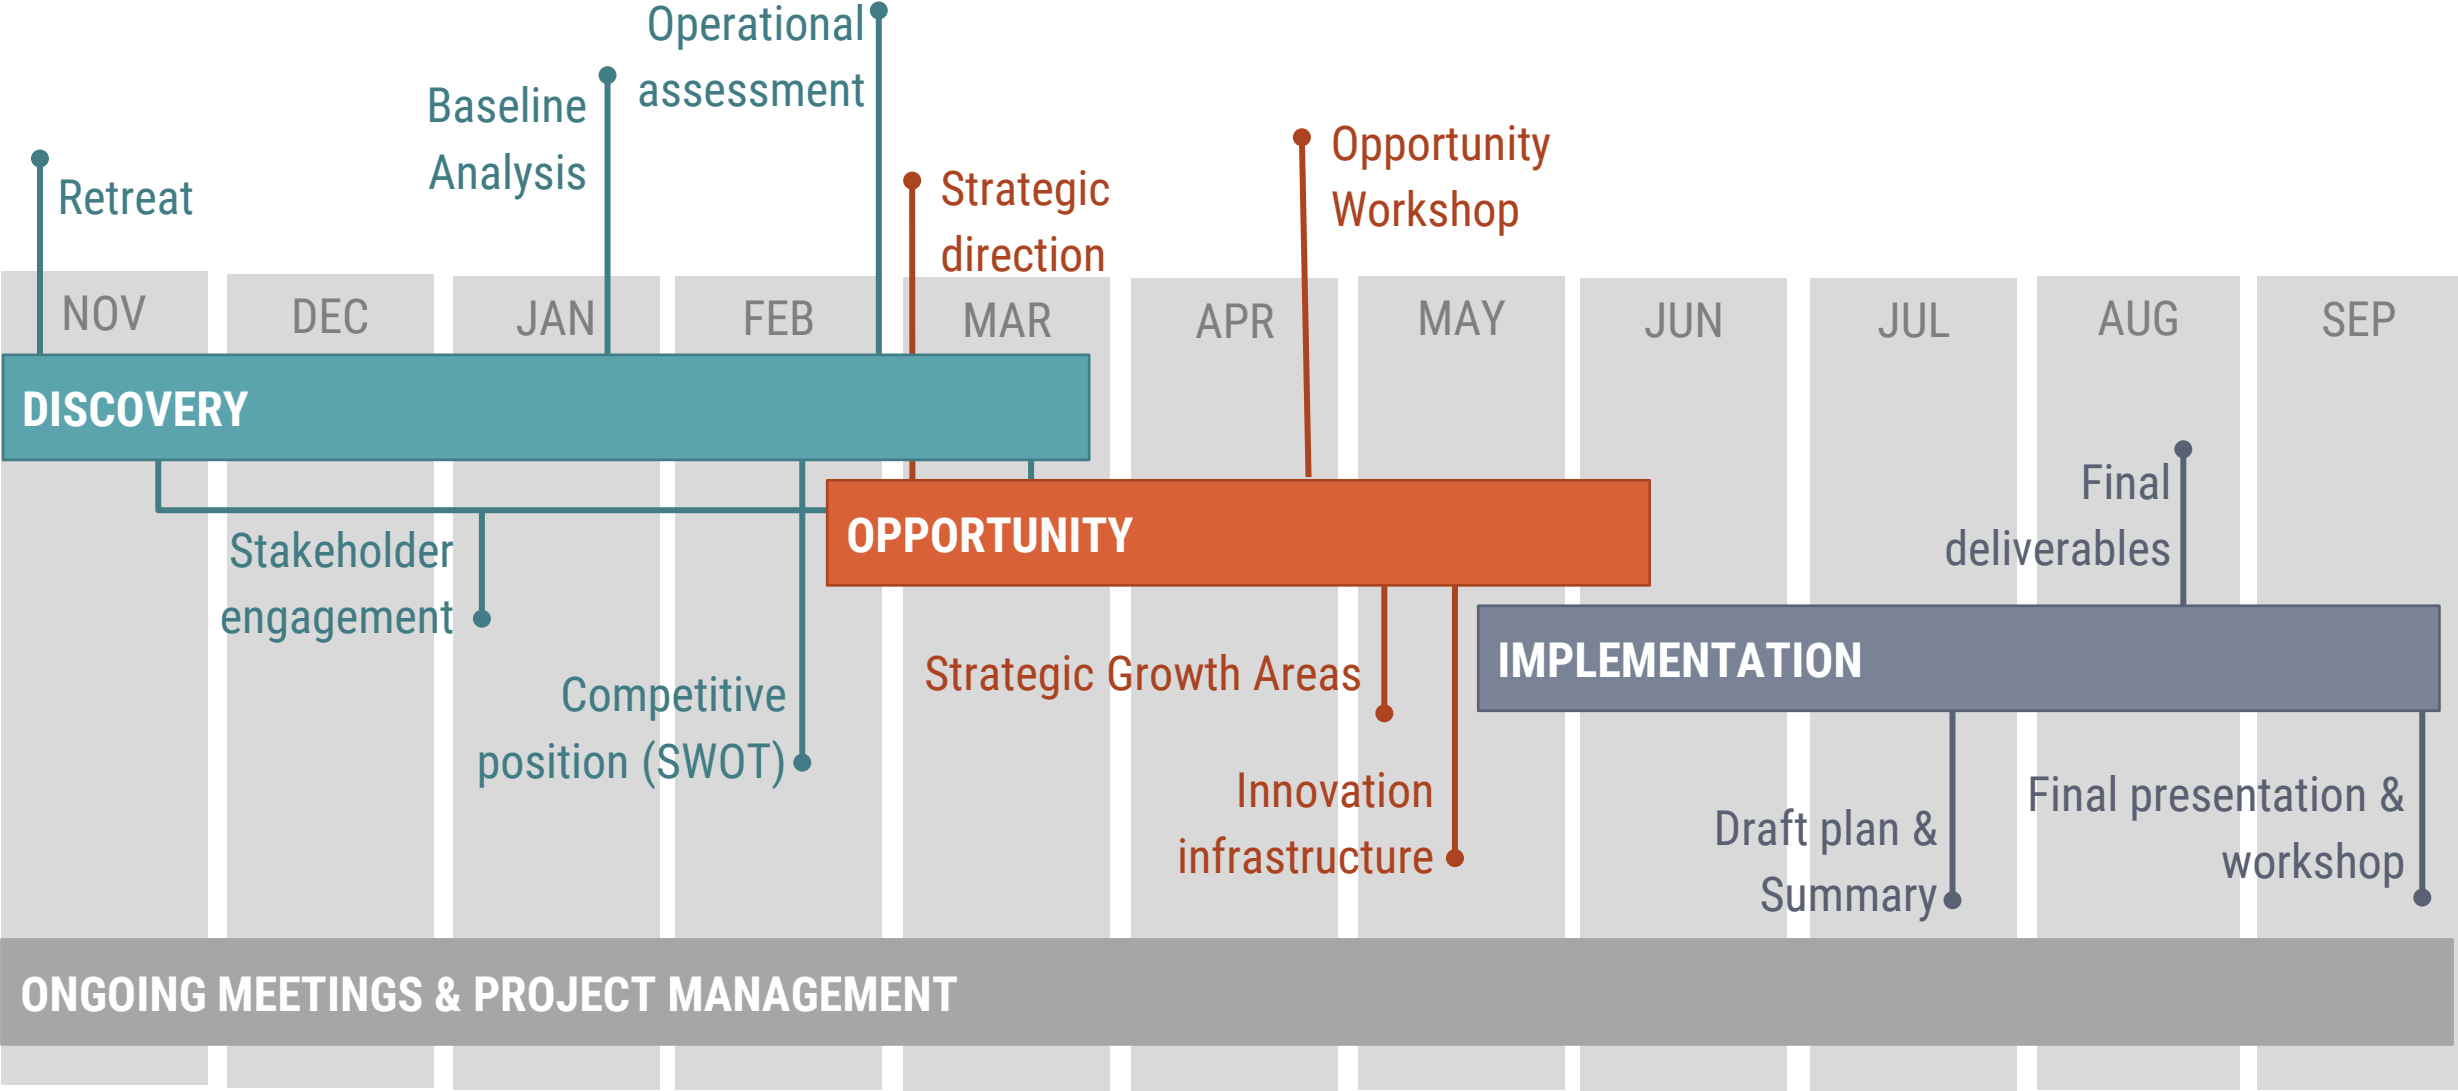 Operational
assessment
Baseline
Analysis
Retreat
Strategic
direction
Opportunity
Workshop
NOV
DEC
JAN
FEB
MAR
APR
MAY
JUN
JUL
AUG
SEP
DISCOVERY
Stakeholder
engagement
Competitive
position (SWOT)
OPPORTUNITY
Strategic Growth Areas
Innovation
infrastructure
Final
deliverables
IMPLEMENTATION
Draft plan &
Summary
Final presentation &
workshop
ONGOING MEETINGS & PROJECT MANAGEMENT